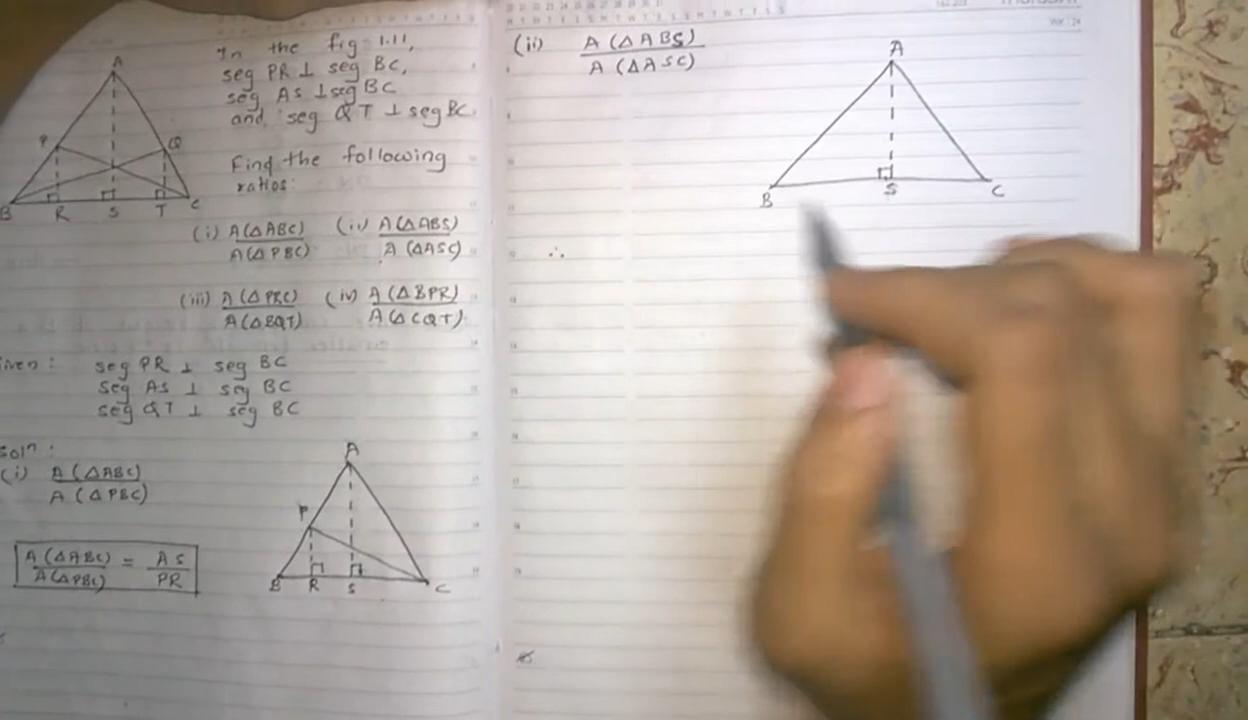 In the fig 1.11,
seg PR ⊥ seg BC,
seg AS ⊥ seg BC
and seg QT ⊥ seg BC.
Find the following
ratios:
(i) A(△ABC) (ii) A(△ABS)
A(△PBC) A(△ASC)
(iii) A(△PRC) (iv) A(△BPR)
A(△BQT) A(△CQT)
A
P
Q
B R S T C
iven :
seg PR ⊥ seg BC
seg AS ⊥ seg BC
seg QT ⊥ seg BC
Soln :
(i) A(△ABC)
A(△PBC)
A(△ABC) = AS
A(△PBC) PR
A
P
B R S C
(ii) A(△ABS)
A(△ASC)
A
B S C
∴